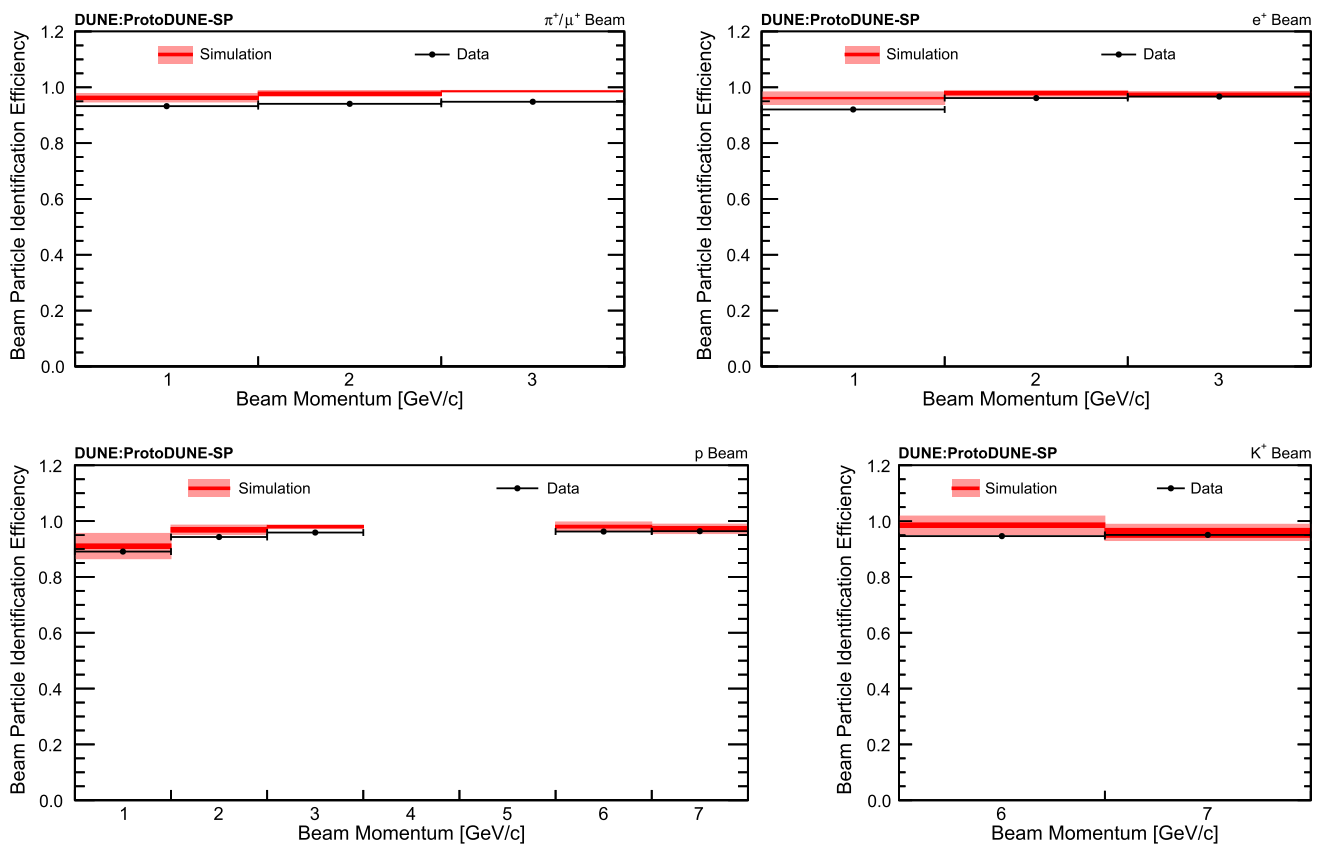 DUNE:ProtoDUNE-SP π⁺/μ⁺ Beam
Simulation Data
Beam Particle Identification Efficiency
1.2
1.0
0.8
0.6
0.4
0.2
0.0
1 2 3
Beam Momentum [GeV/c]
DUNE:ProtoDUNE-SP e⁺ Beam
Simulation Data
Beam Particle Identification Efficiency
1.2
1.0
0.8
0.6
0.4
0.2
0.0
1 2 3
Beam Momentum [GeV/c]
DUNE:ProtoDUNE-SP p Beam
Simulation Data
Beam Particle Identification Efficiency
1.2
1.0
0.8
0.6
0.4
0.2
0.0
1 2 3 4 5 6 7
Beam Momentum [GeV/c]
DUNE:ProtoDUNE-SP K⁺ Beam
Simulation Data
Beam Particle Identification Efficiency
1.2
1.0
0.8
0.6
0.4
0.2
0.0
6 7
Beam Momentum [GeV/c]